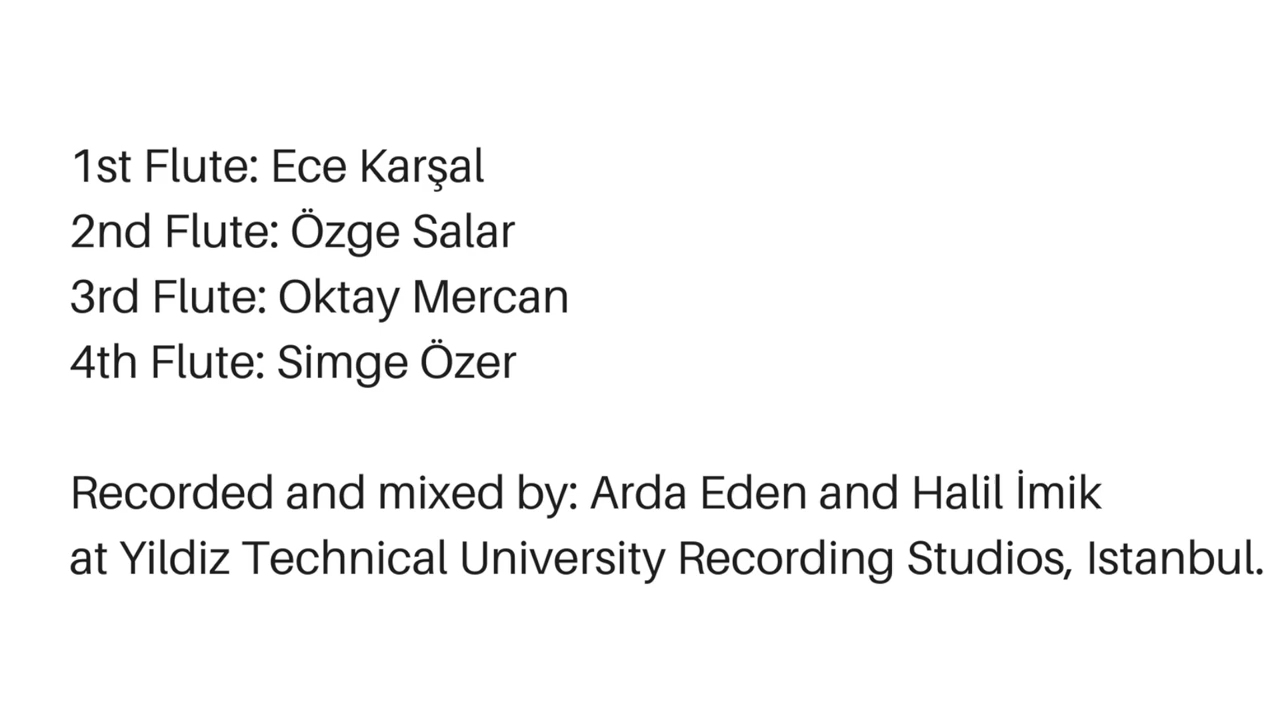 1st Flute: Ece Karşal
2nd Flute: Özge Salar
3rd Flute: Oktay Mercan
4th Flute: Simge Özer
Recorded and mixed by: Arda Eden and Halil İmik
at Yildiz Technical University Recording Studios, Istanbul.